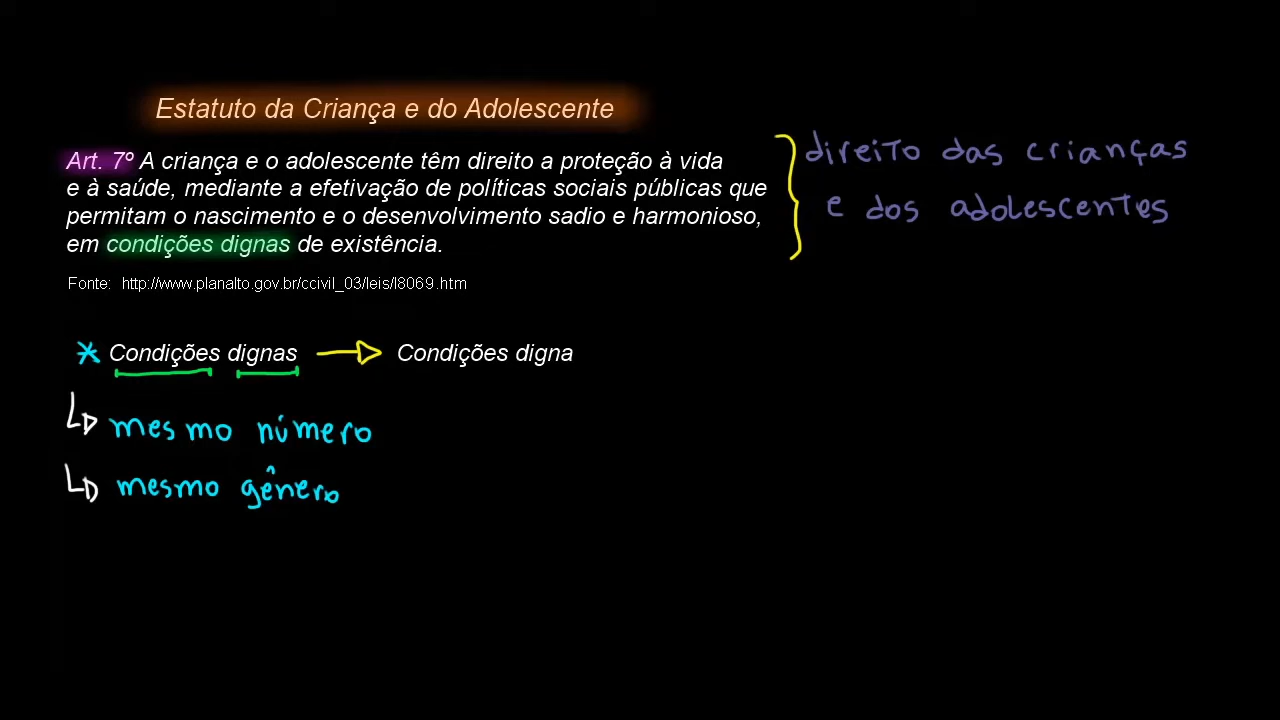 Estatuto da Criança e do Adolescente
Art. 7º A criança e o adolescente têm direito a proteção à vida
e à saúde, mediante a efetivação de políticas sociais públicas que
permitam o nascimento e o desenvolvimento sadio e harmonioso,
em condições dignas de existência.
Fonte: http://www.planalto.gov.br/ccivil_03/leis/l8069.htm
direito das crianças
e dos adolescentes
* Condições dignas → Condições digna
mesmo número
mesmo gênero